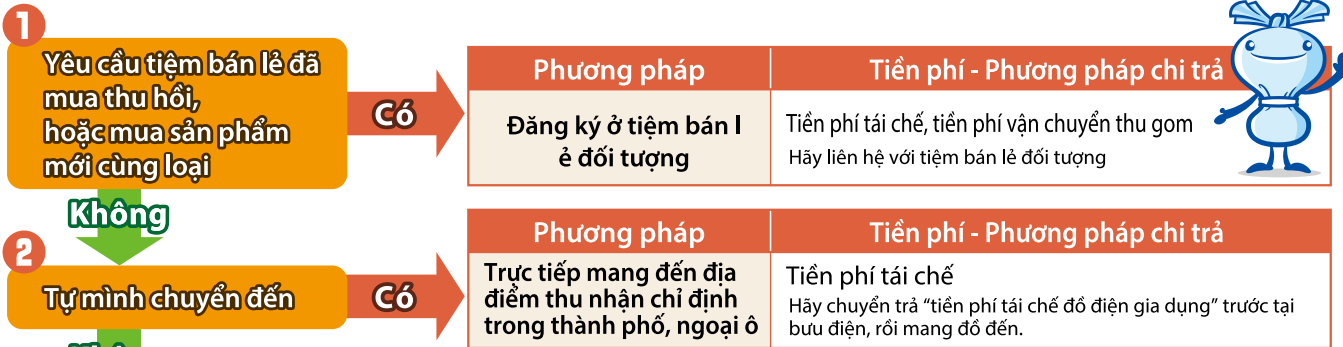 1
Yêu cầu tiệm bán lẻ đã
mua thu hồi,
hoặc mua sản phẩm
mới cùng loại
Có
Phương pháp
Tiền phí - Phương pháp chi trả
Đăng ký ở tiệm bán l
ẻ đối tượng
Tiền phí tái chế, tiền phí vận chuyển thu gom
Hãy liên hệ với tiệm bán lẻ đối tượng
Không
2
Tự mình chuyển đến
Có
Phương pháp
Tiền phí - Phương pháp chi trả
Trực tiếp mang đến địa
điểm thu nhận chỉ định
trong thành phố, ngoại ô
Tiền phí tái chế
Hãy chuyển trả “tiền phí tái chế đồ điện gia dụng” trước tại
bưu điện, rồi mang đồ đến.